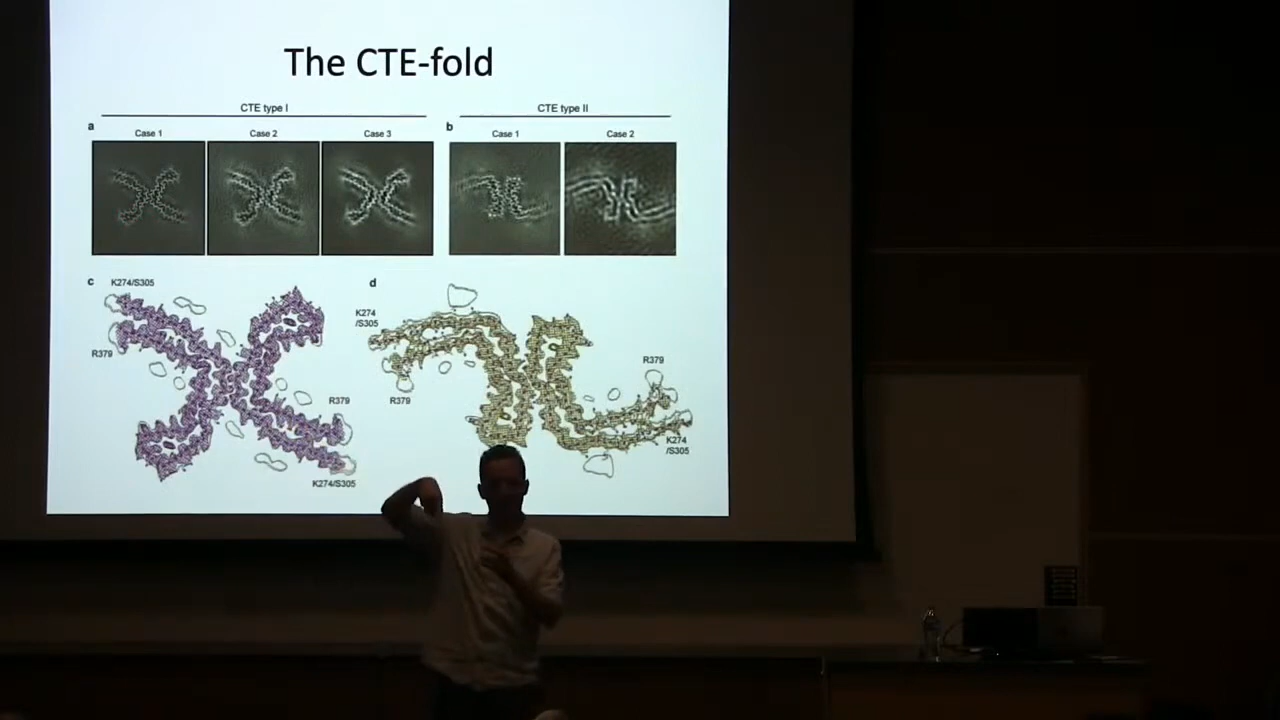 The CTE-fold
CTE type I
CTE type II
a
b
Case 1
Case 2
Case 3
Case 1
Case 2
c
K274/S305
d
K274
/S305
R379
R379
R379
R379
K274
/S305
K274/S305